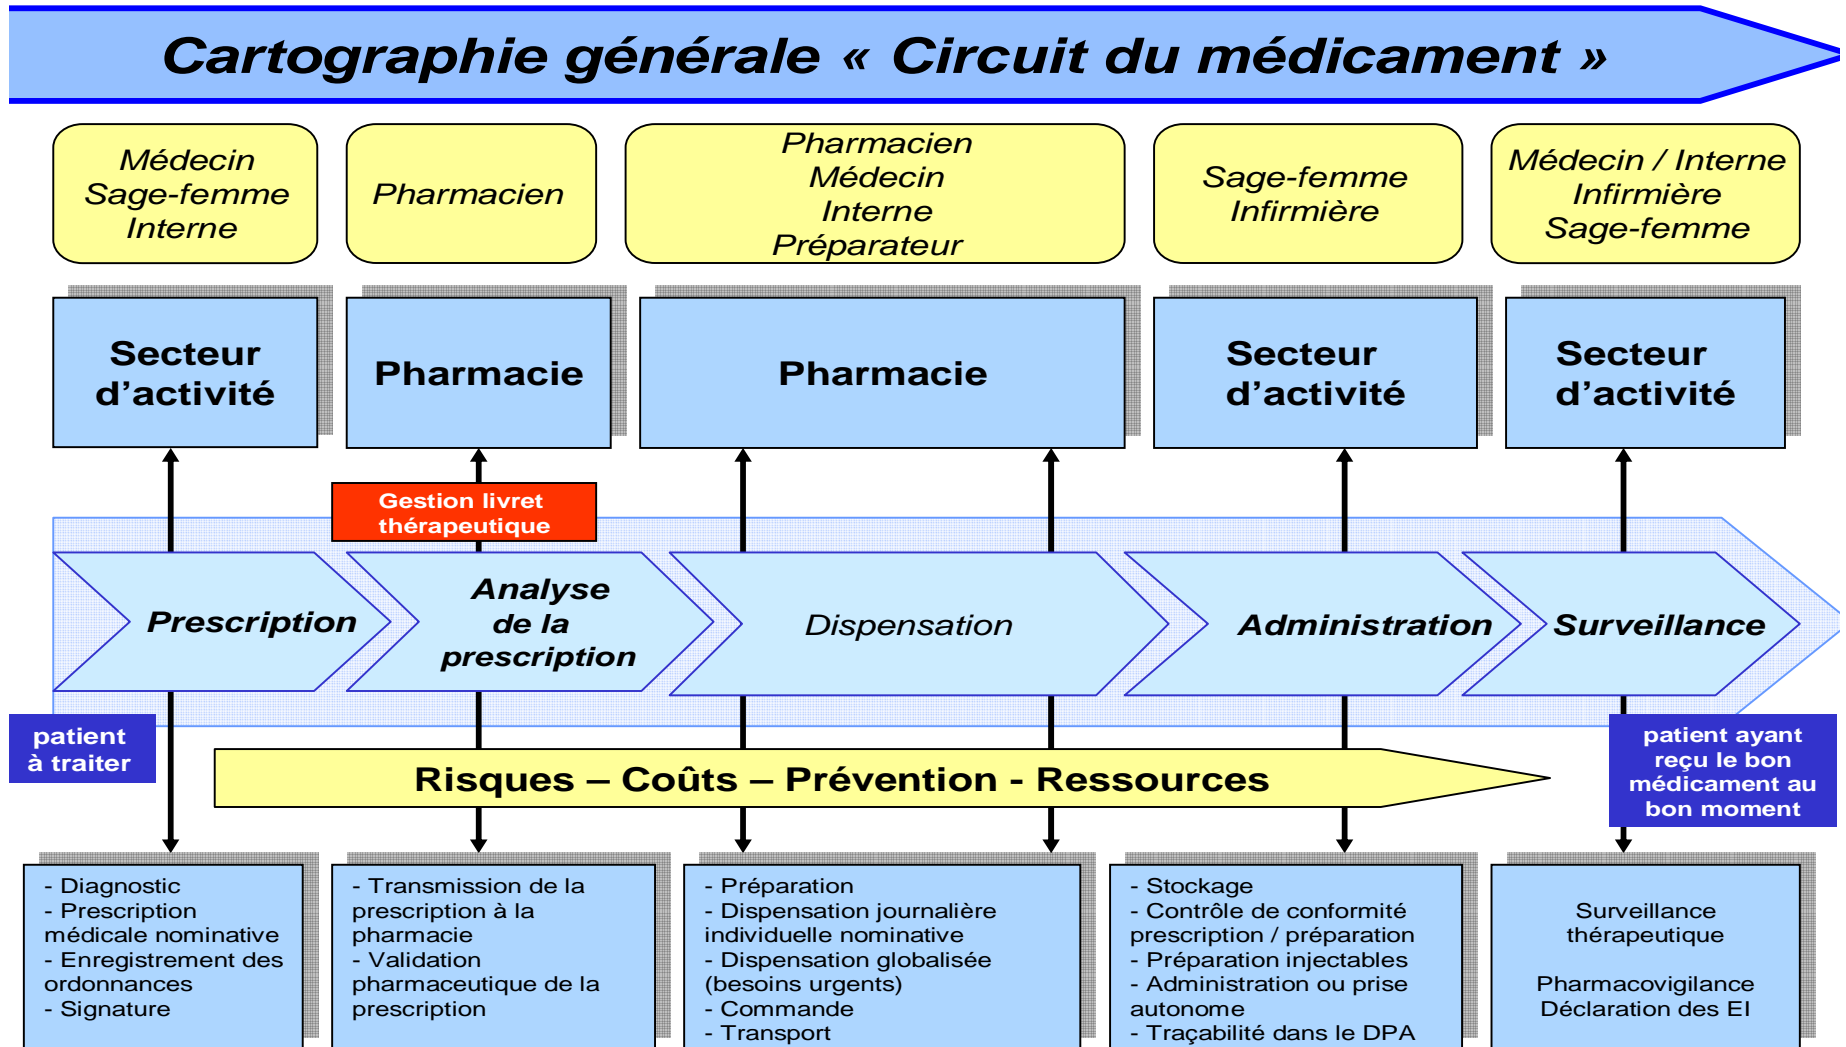 Cartographie générale « Circuit du médicament »
Médecin
Sage-femme
Interne
Pharmacien
Pharmacien
Médecin
Interne
Préparateur
Sage-femme
Infirmière
Médecin / Interne
Infirmière
Sage-femme
Secteur
d’activité
Pharmacie
Pharmacie
Secteur
d’activité
Secteur
d’activité
Gestion livret
thérapeutique
Prescription
Analyse
de la
prescription
Dispensation
Administration
Surveillance
patient
à traiter
Risques – Coûts – Prévention - Ressources
patient ayant
reçu le bon
médicament au
bon moment
- Diagnostic
- Prescription
médicale nominative
- Enregistrement des
ordonnances
- Signature
- Transmission de la
prescription à la
pharmacie
- Validation
pharmaceutique de la
prescription
- Préparation
- Dispensation journalière
individuelle nominative
- Dispensation globalisée
(besoins urgents)
- Commande
- Transport
- Stockage
- Contrôle de conformité
prescription / préparation
- Préparation injectables
- Administration ou prise
autonome
- Traçabilité dans le DPA
Surveillance
thérapeutique
Pharmacovigilance
Déclaration des EI